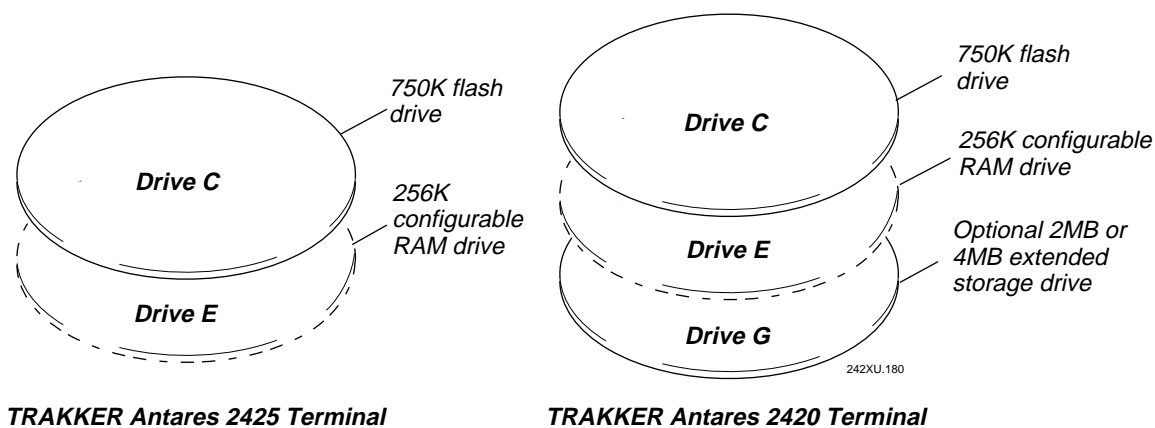 750K flash
drive
Drive C
256K
configurable
RAM drive
Drive E
TRAKKER Antares 2425 Terminal
750K flash
drive
Drive C
256K configurable
RAM drive
Drive E
Optional 2MB or
4MB extended
storage drive
Drive G
242XU.180
TRAKKER Antares 2420 Terminal